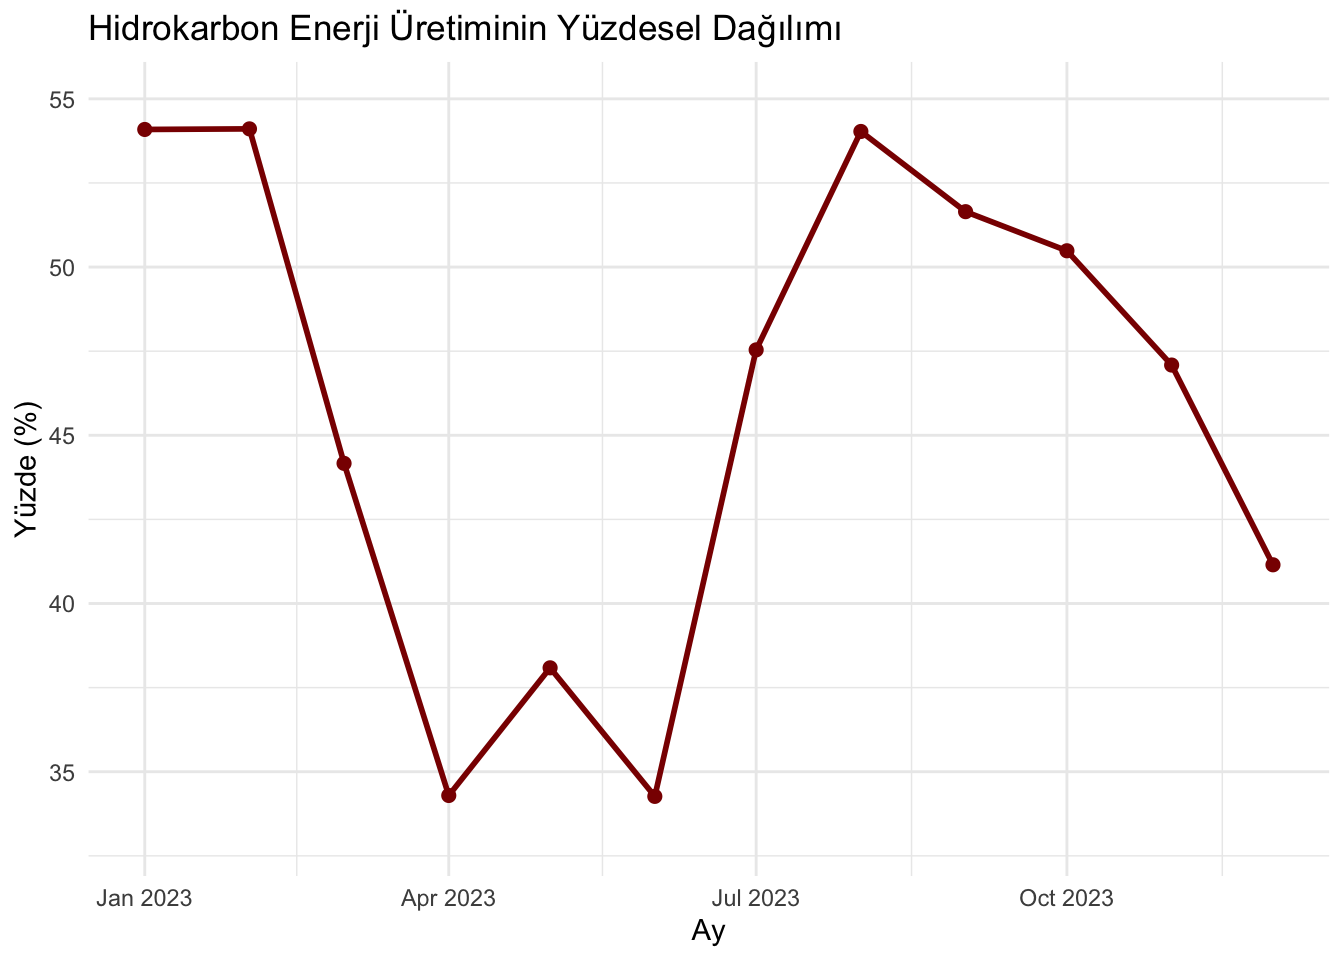 Hidrokarbon Enerji Üretiminin Yüzdesel Dağılımı
Yüzde (%)
55
50
45
40
35
Jan 2023
Apr 2023
Jul 2023
Oct 2023
Ay